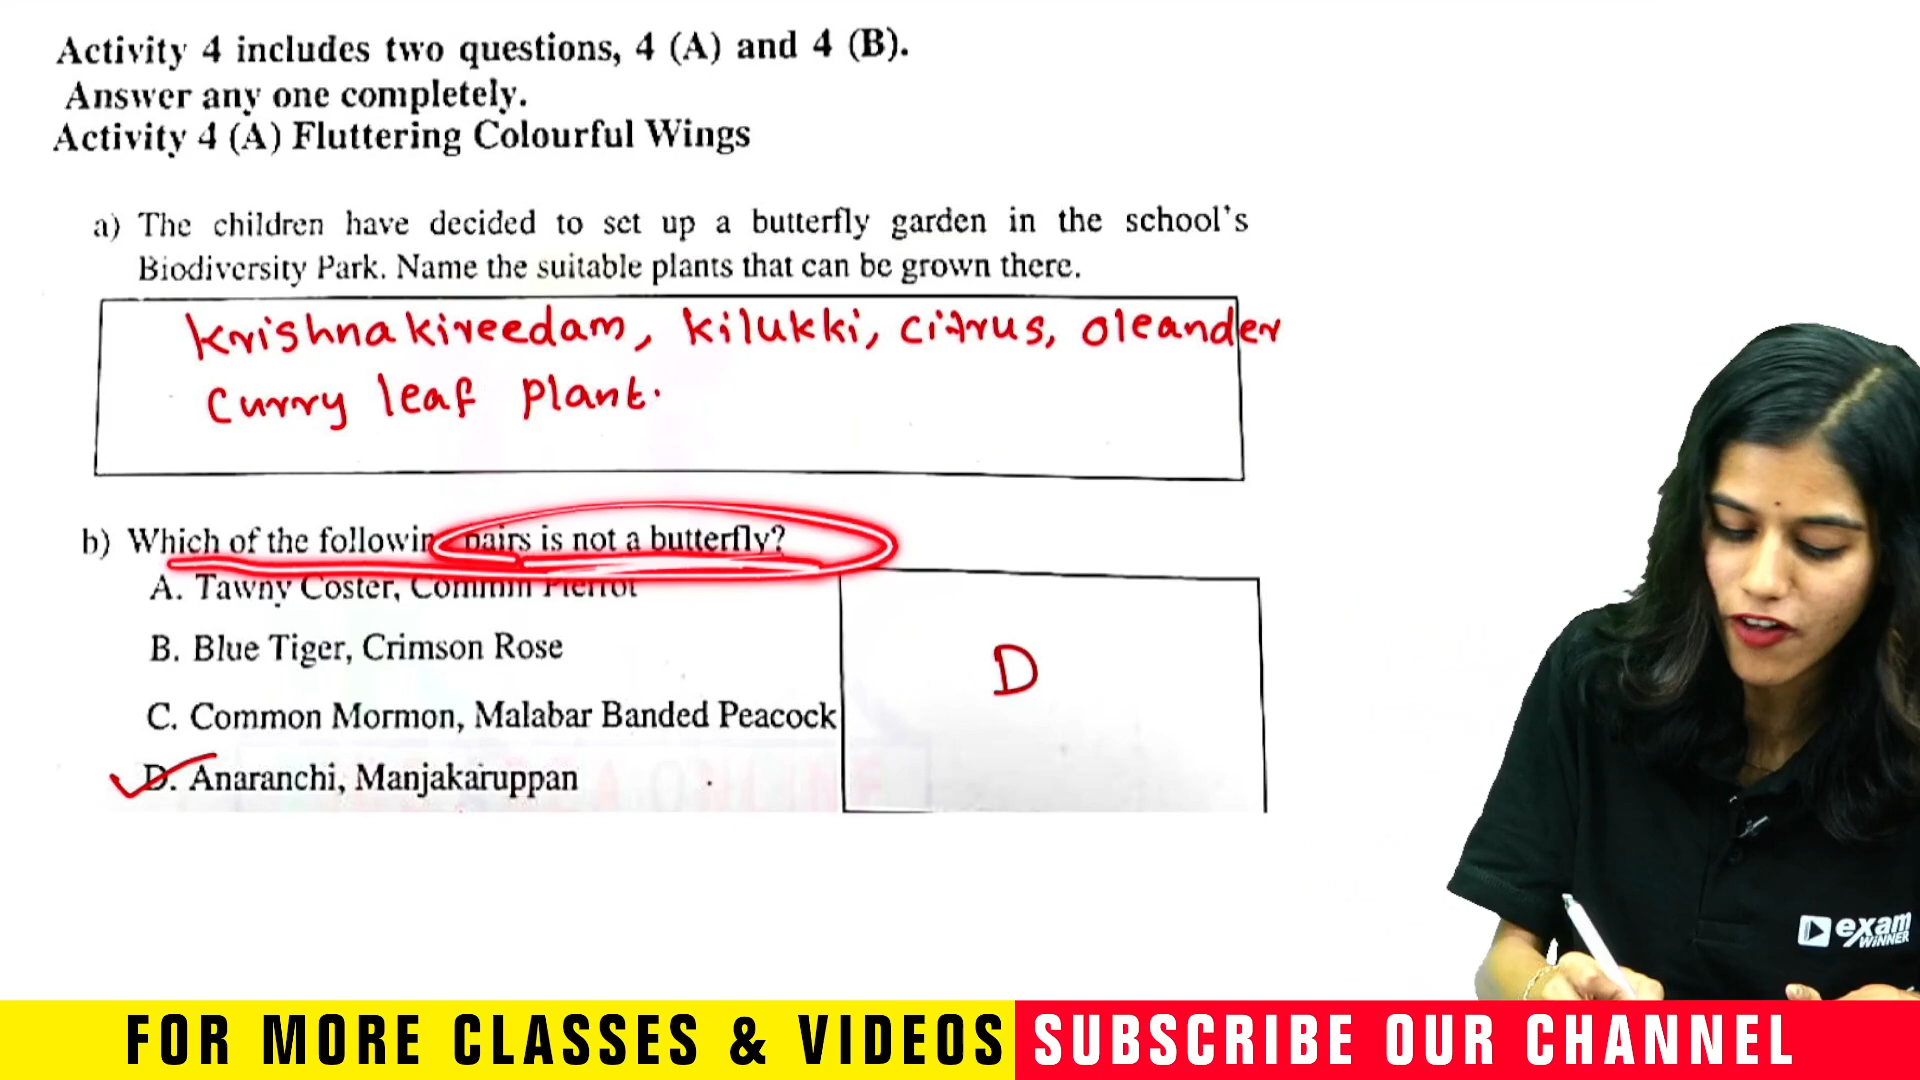 Activity 4 includes two questions, 4 (A) and 4 (B).
Answer any one completely.
Activity 4 (A) Fluttering Colourful Wings
a) The children have decided to set up a butterfly garden in the school's
Biodiversity Park. Name the suitable plants that can be grown there.
Krishnakireedam, kilukki, citrus, oleander
Curry leaf plant.
b) Which of the following pairs is not a butterfly?
A. Tawny Coster, Pierrot
B. Blue Tiger, Crimson Rose
C. Common Mormon, Malabar Banded Peacock
D. Anaranchi, Manjakaruppan
D
exam
WINNER
FOR MORE CLASSES & VIDEOS SUBSCRIBE OUR CHANNEL